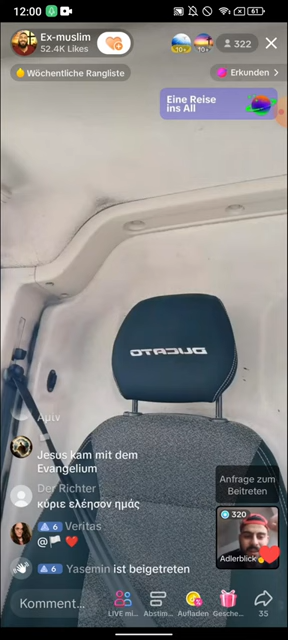 12:00
61
Ex-muslim
52.4K Likes
10+
10+
322
Wöchentliche Rangliste
Erkunden
Eine Reise
ins All
DUCATO
Jesus kam mit dem
Evangelium
Der Richter
κύριε ελέησον ημάς
6 Veritas
@🏳️ ❤️
6 Yasemin ist beigetreten
Anfrage zum
Beitreten
320
Adlerblick
Komment...
LIVE mi...
Abstim...
Aufladen
Gesche...
35